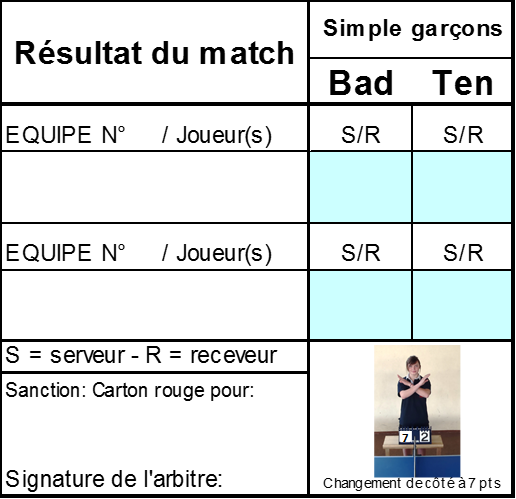 Résultat du match
Simple garçons
Bad Ten
EQUIPE N° / Joueur(s) S/R S/R
EQUIPE N° / Joueur(s) S/R S/R
S = serveur - R = receveur
Sanction: Carton rouge pour:
7 2
Signature de l'arbitre:
Changement de côté à 7 pts